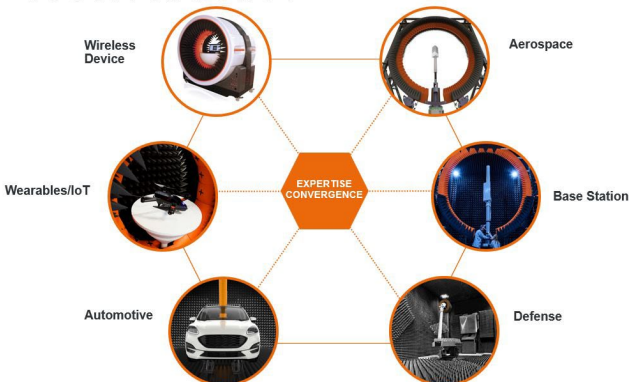 Wireless
Device
Aerospace
Wearables/IoT
EXPERTISE
CONVERGENCE
Base Station
Automotive
Defense